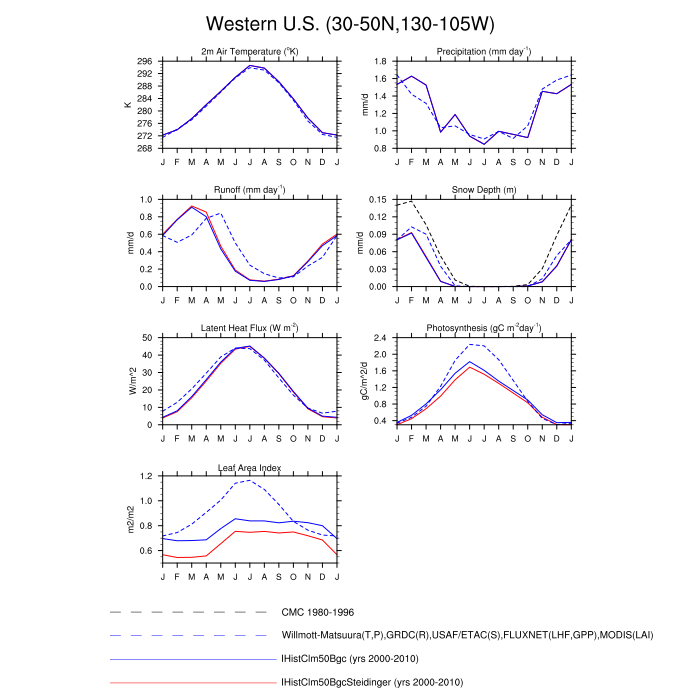 Western U.S. (30-50N,130-105W)
2m Air Temperature (°K)
296
292
288
284
280
276
272
268
K
J F M A M J J A S O N D J
Precipitation (mm day⁻¹)
1.8
1.6
1.4
1.2
1.0
0.8
mm/d
J F M A M J J A S O N D J
Runoff (mm day⁻¹)
1.0
0.8
0.6
0.4
0.2
0.0
mm/d
J F M A M J J A S O N D J
Snow Depth (m)
0.15
0.12
0.09
0.06
0.03
0.00
mm/d
J F M A M J J A S O N D J
Latent Heat Flux (W m⁻²)
50
40
30
20
10
0
W/m^2
J F M A M J J A S O N D J
Photosynthesis (gC m⁻²day⁻¹)
2.4
2.0
1.6
1.2
0.8
0.4
gC/m^2/d
J F M A M J J A S O N D J
Leaf Area Index
1.2
1.0
0.8
0.6
m2/m2
J F M A M J J A S O N D J
CMC 1980-1996
Willmott-Matsuura(T,P),GRDC(R),USAF/ETAC(S),FLUXNET(LHF,GPP),MODIS(LAI)
IHistClm50Bgc (yrs 2000-2010)
IHistClm50BgcSteidinger (yrs 2000-2010)